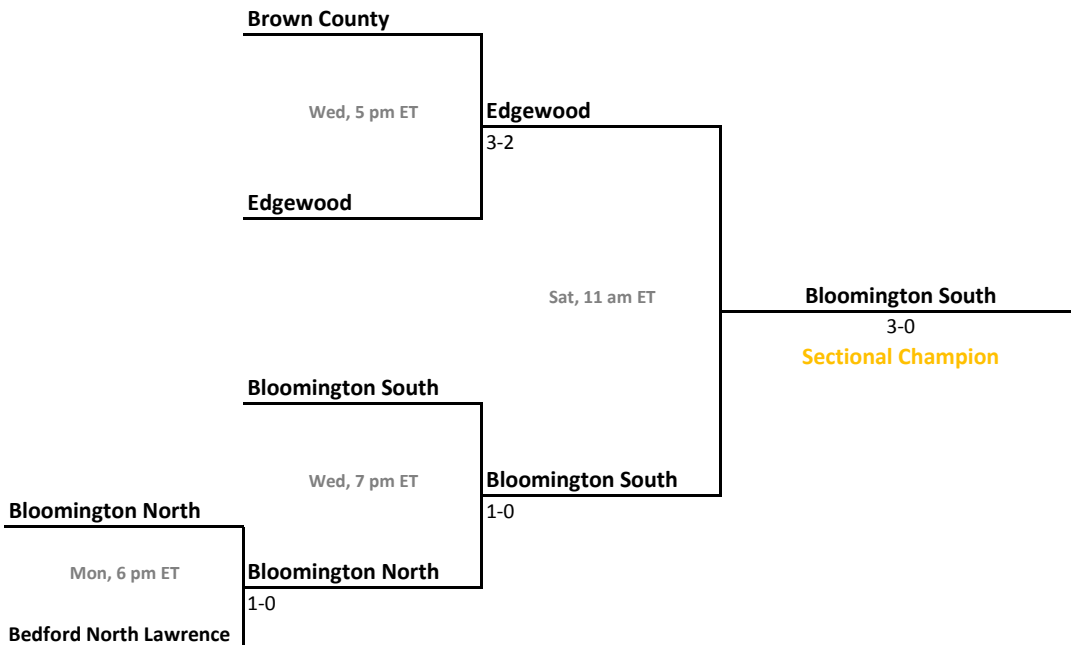 Brown County
Wed, 5 pm ET
Edgewood
3-2
Edgewood
Sat, 11 am ET
Bloomington South
3-0
Sectional Champion
Bloomington South
Wed, 7 pm ET
Bloomington South
1-0
Bloomington North
Mon, 6 pm ET
Bloomington North
1-0
Bedford North Lawrence